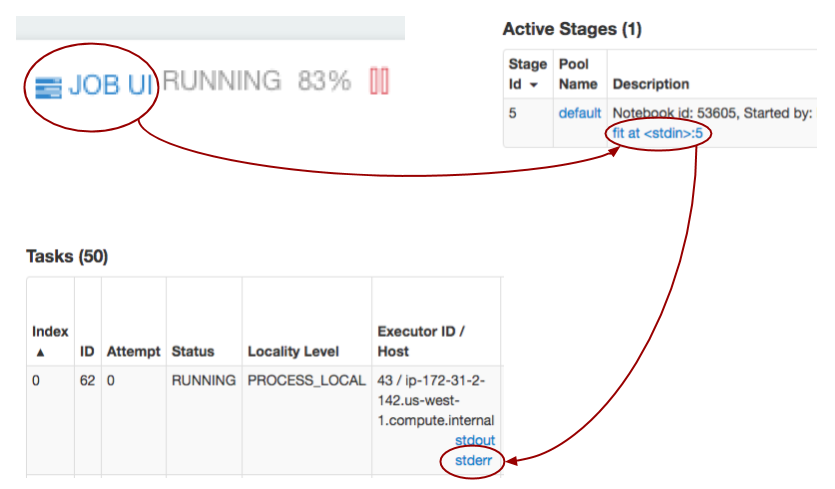 JOB UI RUNNING 83%
Active Stages (1)
Stage Id Pool Name Description
5 default Notebook id: 53605, Started by:
fit at <stdin>:5
Tasks (50)
Index ID Attempt Status Locality Level Executor ID / Host
0 62 0 RUNNING PROCESS_LOCAL 43 / ip-172-31-2-
142.us-west-
1.compute.internal
stdout
stderr